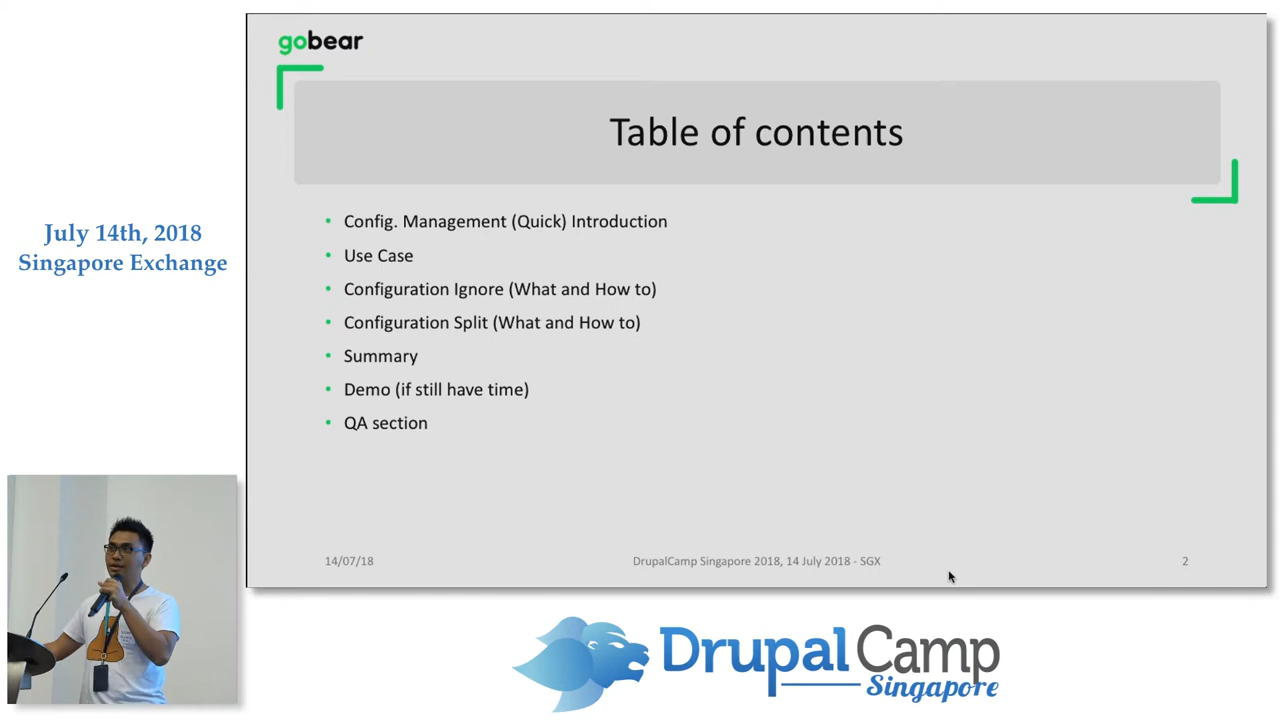 gobear
Table of contents
July 14th, 2018
Singapore Exchange
• Config. Management (Quick) Introduction
• Use Case
• Configuration Ignore (What and How to)
• Configuration Split (What and How to)
• Summary
• Demo (if still have time)
• QA section
14/07/18
DrupalCamp Singapore 2018, 14 July 2018 - SGX
2
DrupalCamp
Singapore